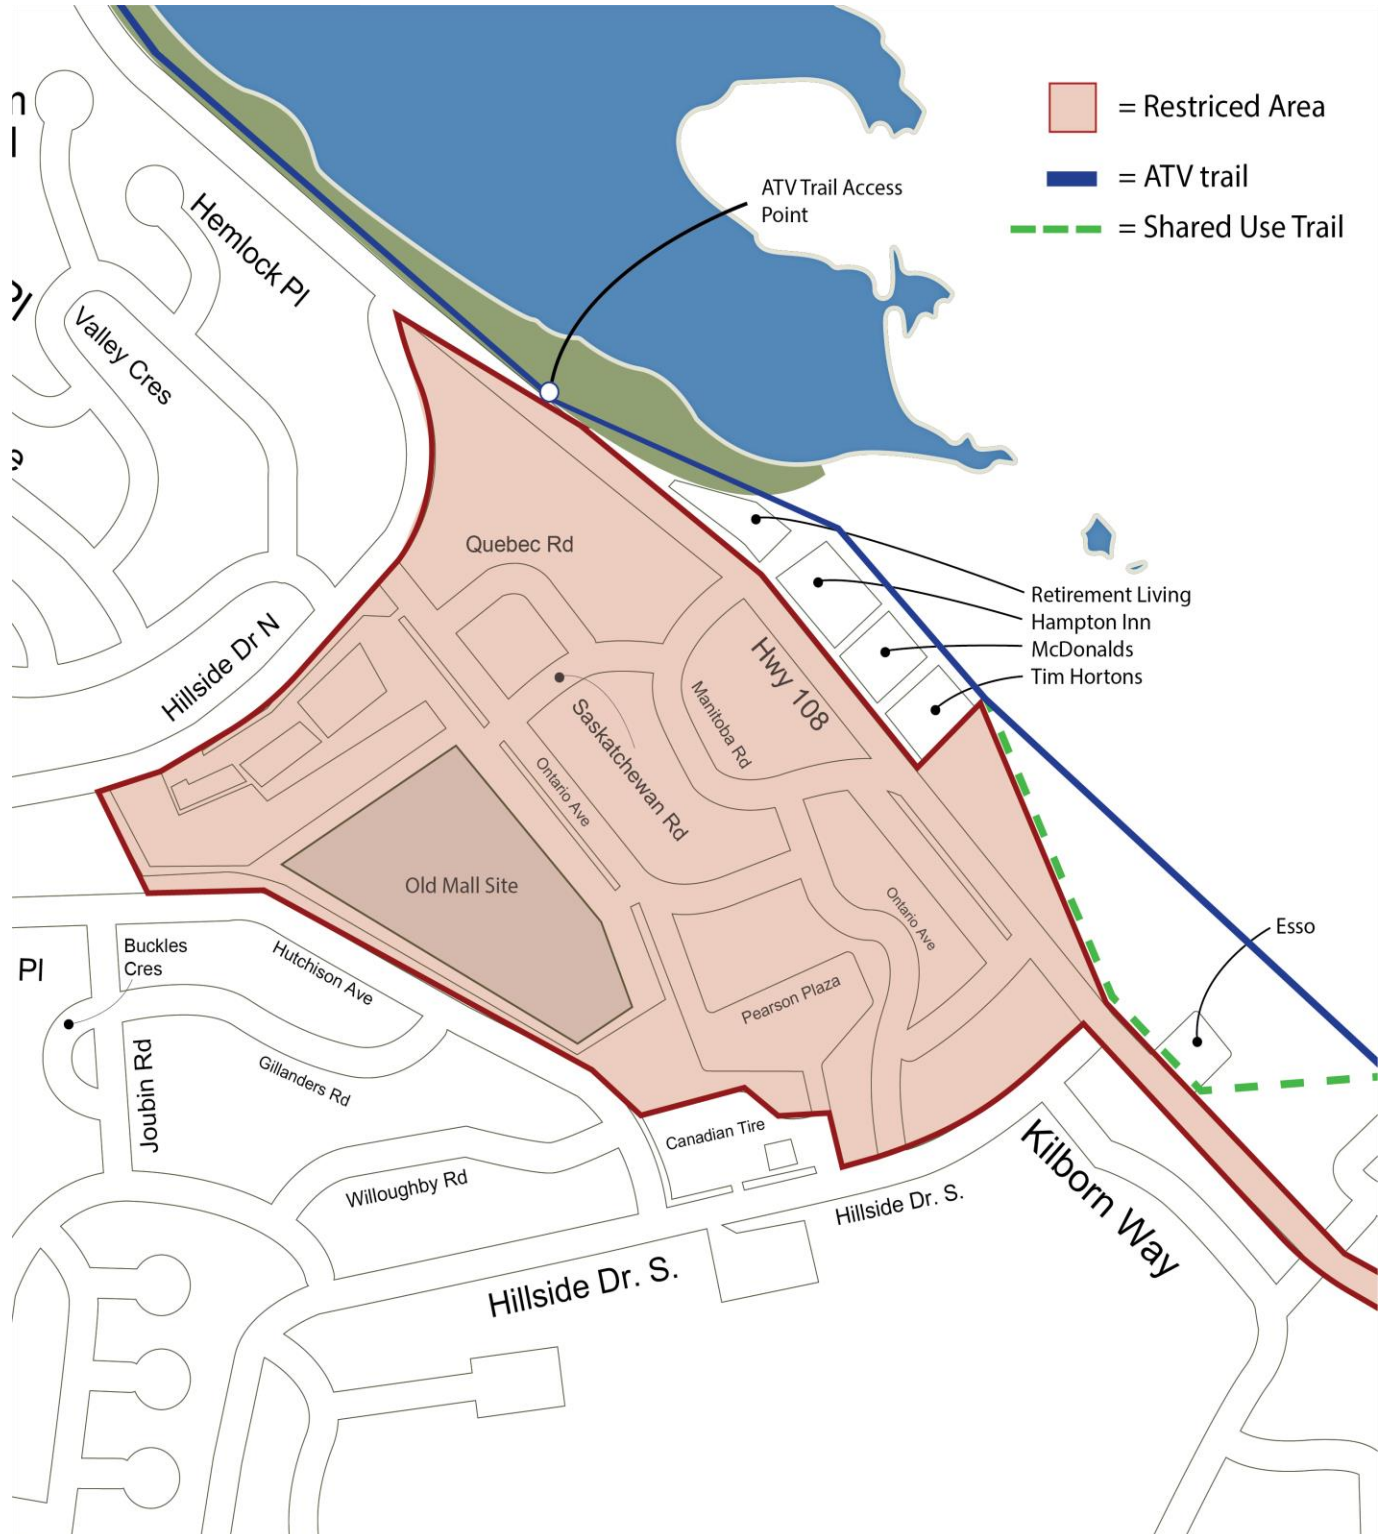 = Restriced Area
= ATV trail
= Shared Use Trail
ATV Trail Access
Point
Hemlock Pl
Valley Cres
Quebec Rd
Retirement Living
Hampton Inn
McDonalds
Tim Hortons
Hillside Dr N
Hwy 108
Manitoba Rd
Saskatchewan Rd
Ontario Ave
Old Mall Site
Ontario Ave
Esso
Buckles
Cres
Hutchison Ave
Pl
Pearson Plaza
Joubin Rd
Gillanders Rd
Canadian Tire
Kilborn Way
Willoughby Rd
Hillside Dr. S.
Hillside Dr. S.